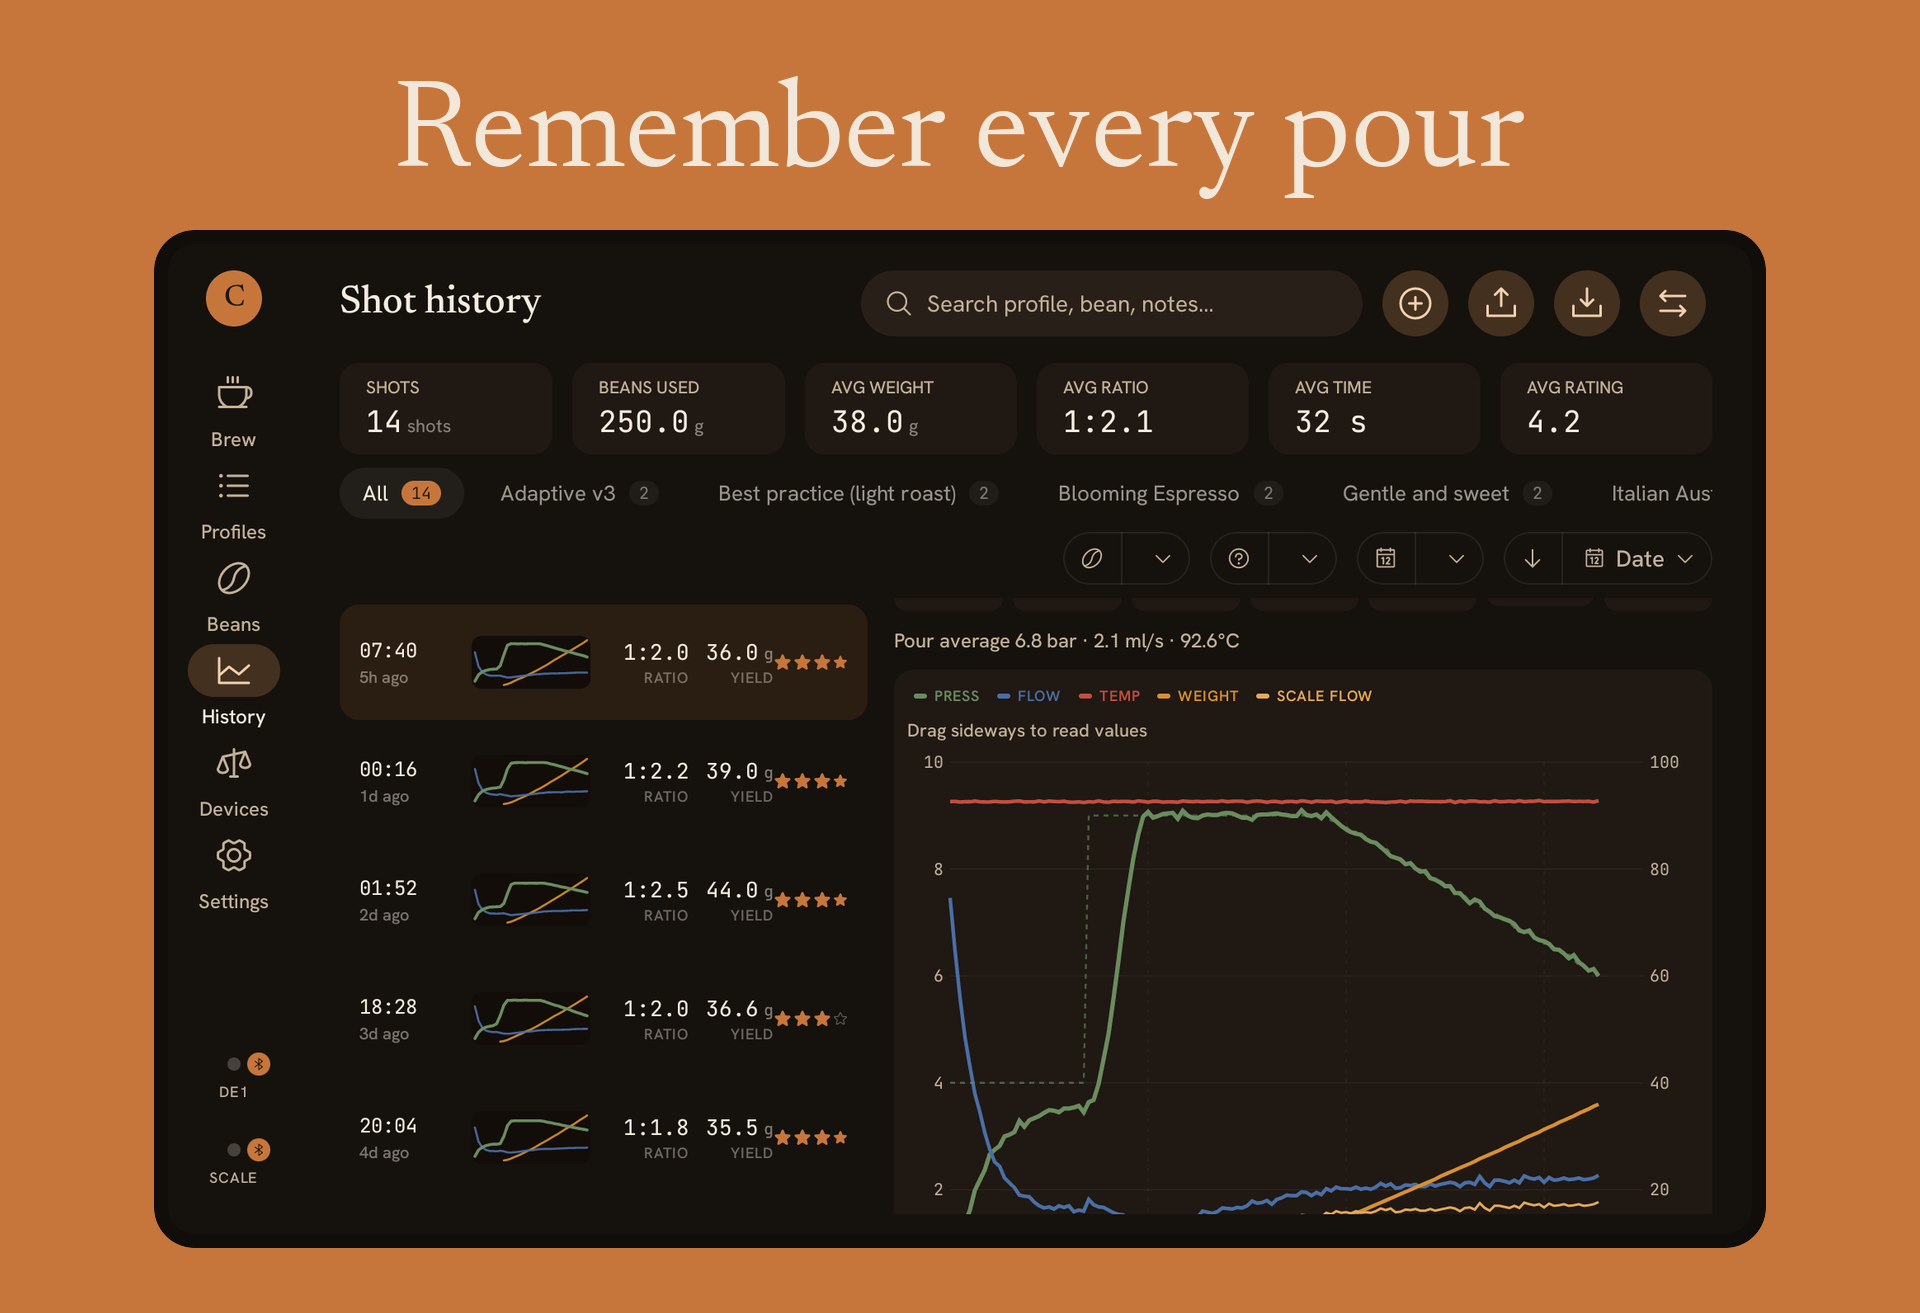 Remember every pour
C
Shot history
Search profile, bean, notes...
Brew
Profiles
Beans
History
Devices
Settings
DE1
SCALE
SHOTS
14 shots
BEANS USED
250.0 g
AVG WEIGHT
38.0 g
AVG RATIO
1:2.1
AVG TIME
32 s
AVG RATING
4.2
All 14
Adaptive v3 2
Best practice (light roast) 2
Blooming Espresso 2
Gentle and sweet 2
Italian Aus
12
12 Date
07:40 1:2.0 36.0 g
5h ago RATIO YIELD
00:16 1:2.2 39.0 g
1d ago RATIO YIELD
01:52 1:2.5 44.0 g
2d ago RATIO YIELD
18:28 1:2.0 36.6 g
3d ago RATIO YIELD
20:04 1:1.8 35.5 g
4d ago RATIO YIELD
Pour average 6.8 bar · 2.1 ml/s · 92.6°C
PRESS FLOW TEMP WEIGHT SCALE FLOW
Drag sideways to read values
10 100
8 80
6 60
4 40
2 20